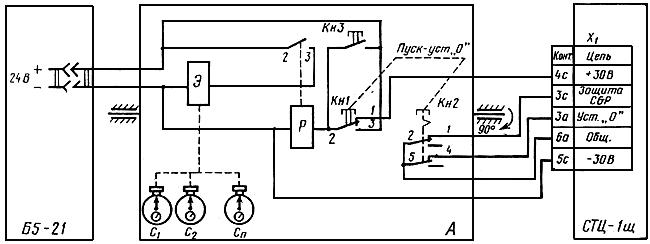 24В
+
−
Б5-21
Э
2
3
Р
Кн3
Пуск-уст„0"
Кн1
1
3
2
Кн2
2
1
5
4
90°
С1
С2
Сп
А
X1
Конт Цепь
4с +30В
3с Защита СБР
3а Уст.„0"
6а Общ.
5с -30В
СТЦ-1щ